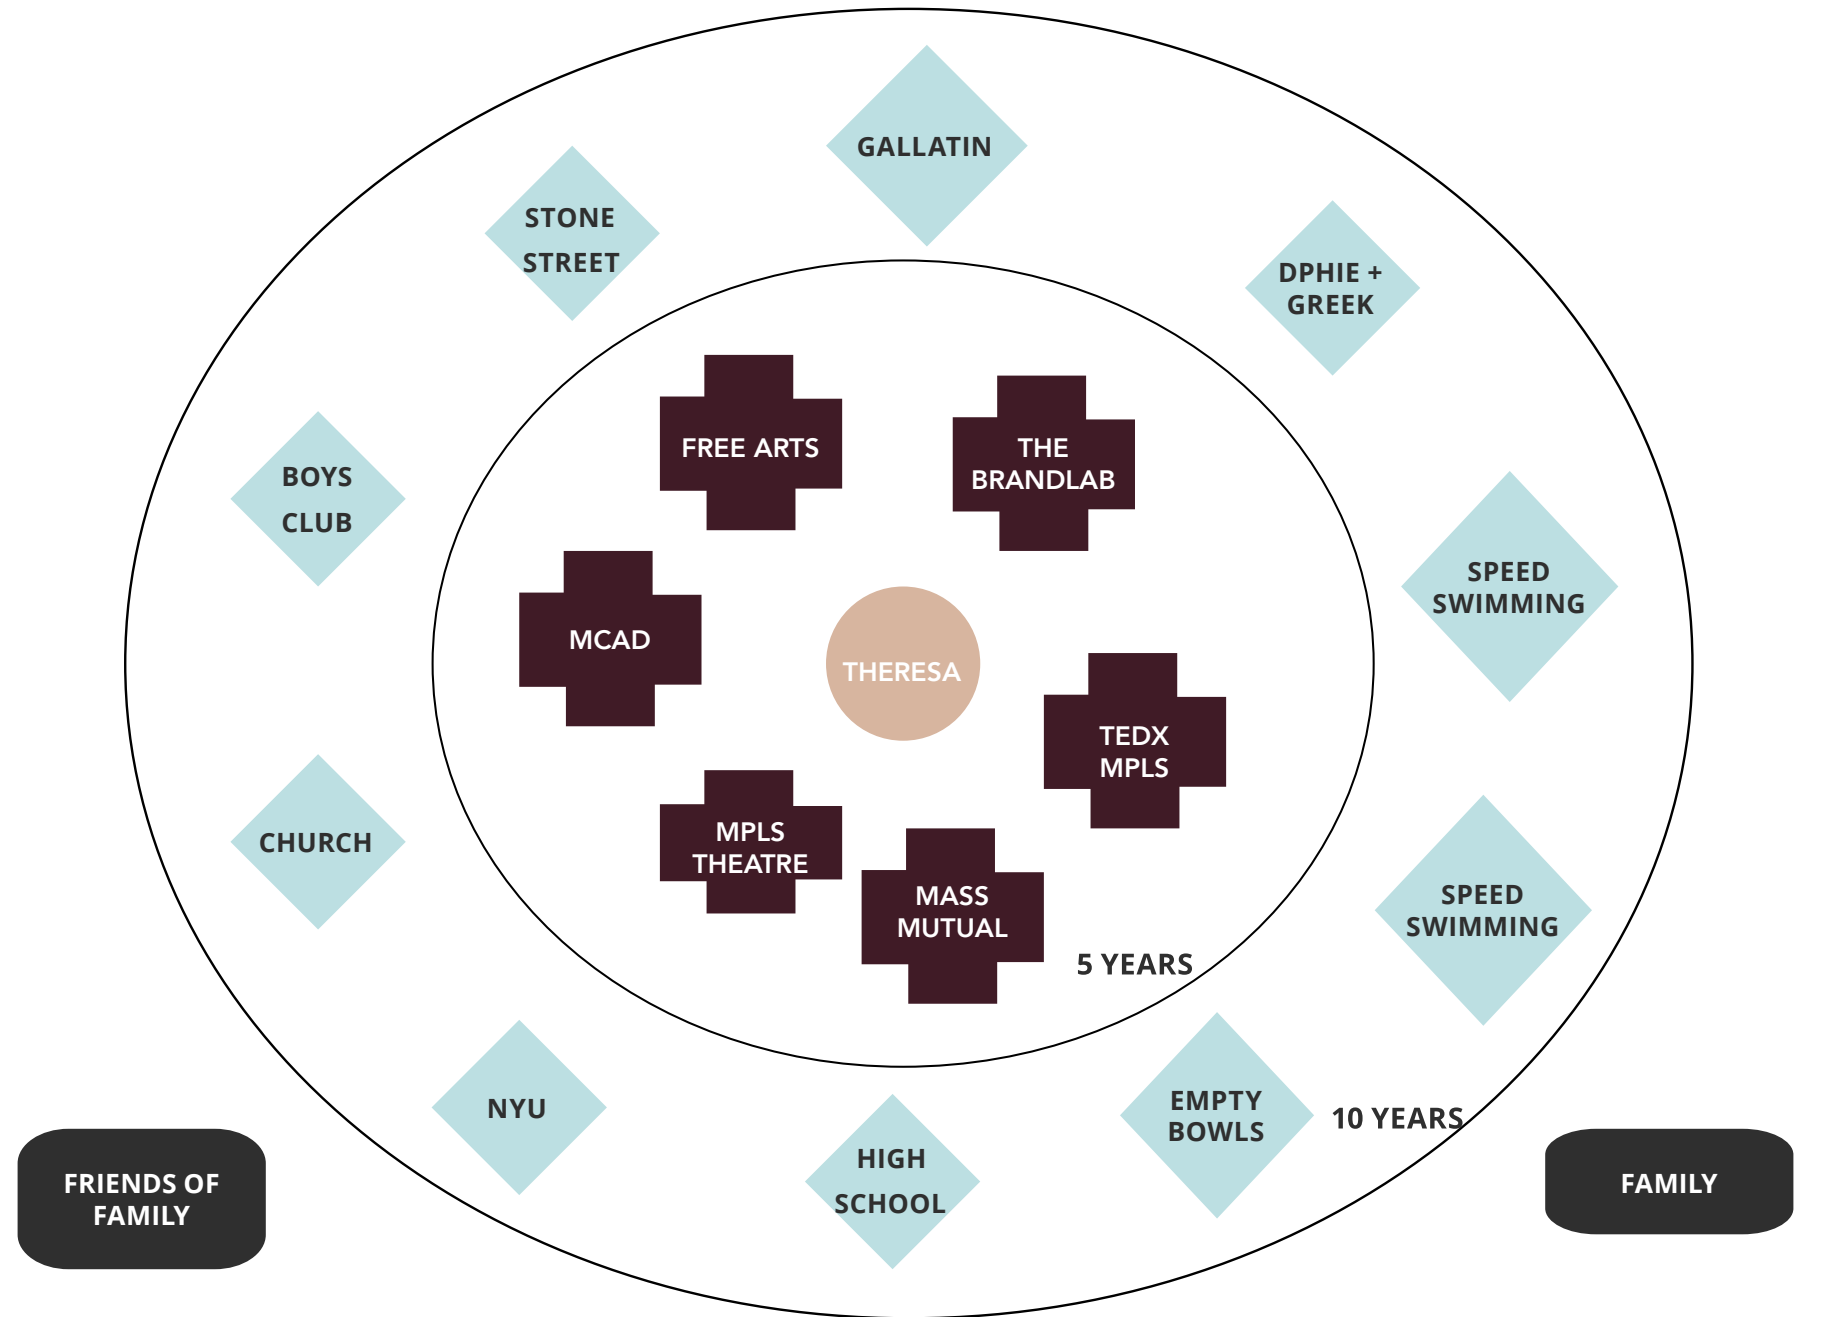 GALLATIN
STONE
STREET
DPHIE +
GREEK
FREE ARTS
THE
BRANDLAB
BOYS
CLUB
SPEED
SWIMMING
MCAD
THERESA
TEDX
MPLS
MPLS
THEATRE
CHURCH
MASS
MUTUAL
SPEED
SWIMMING
5 YEARS
NYU
HIGH
SCHOOL
EMPTY
BOWLS
10 YEARS
FRIENDS OF
FAMILY
FAMILY